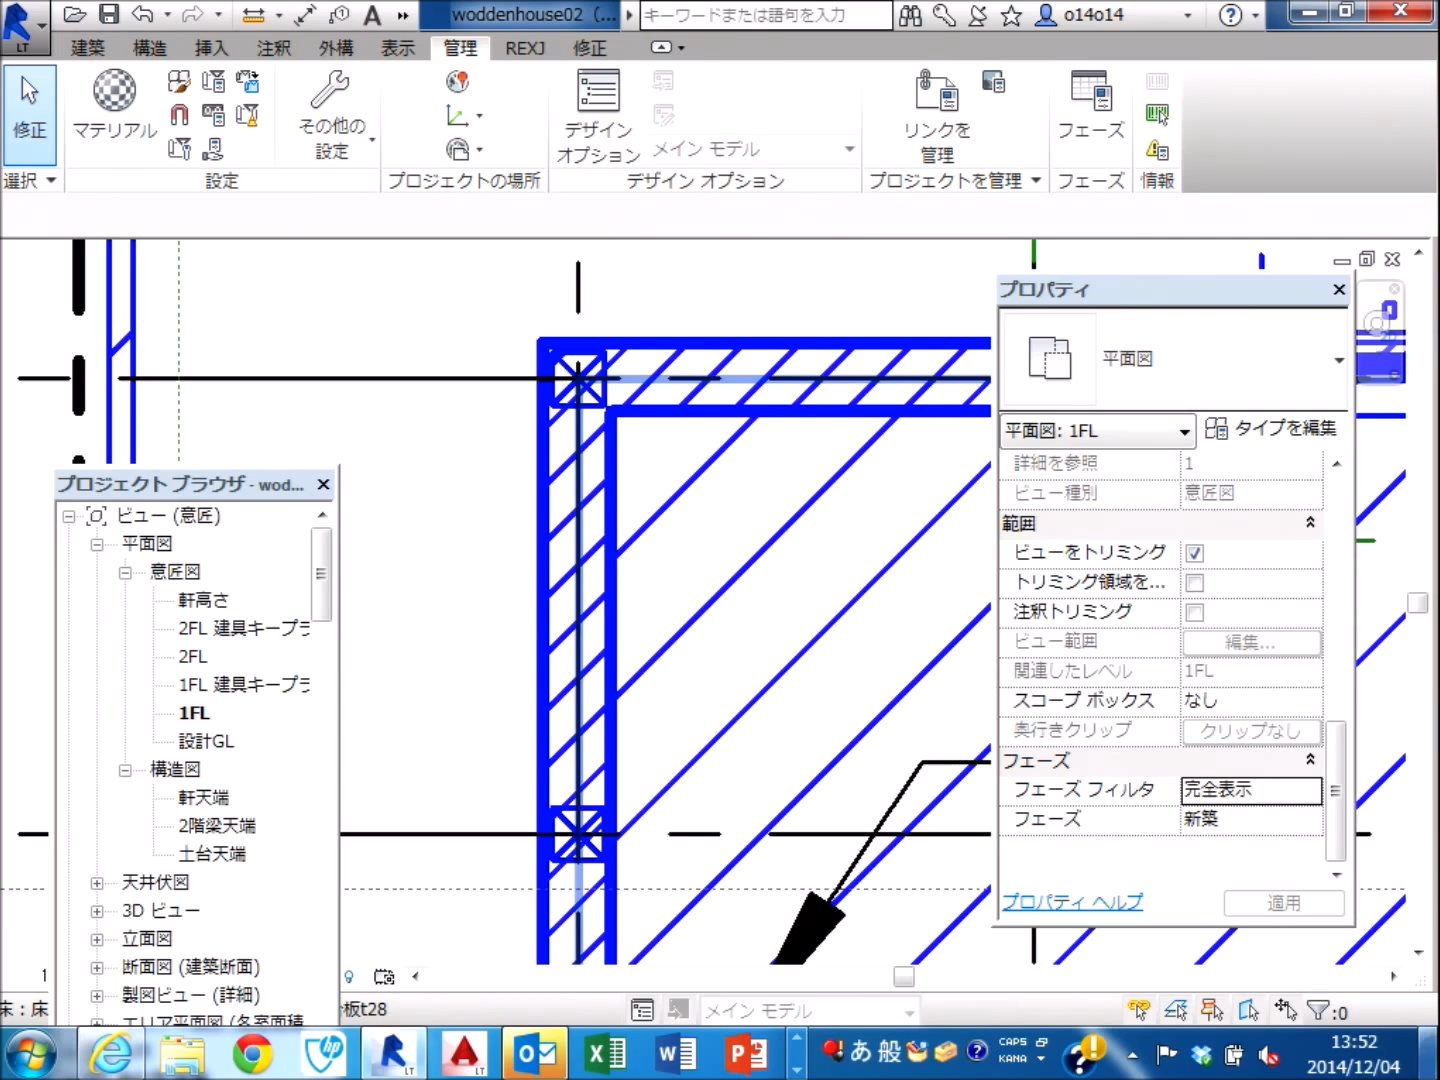 woddenhouse02 (...
キーワードまたは語句を入力
o14o14
LT
建築 構造 挿入 注釈 外構 表示 管理 REXJ 修正
修正
マテリアル
その他の
設定
デザイン
オプション
メイン モデル
リンクを
管理
フェーズ
選択
設定
プロジェクトの場所
デザイン オプション
プロジェクトを管理
フェーズ
情報
プロパティ
平面図
平面図: 1FL
タイプを編集
詳細を参照 1
ビュー種別 意匠図
範囲
ビューをトリミング
トリミング領域を...
注釈トリミング
ビュー範囲 編集...
関連したレベル 1FL
スコープ ボックス なし
奥行きクリップ クリップなし
フェーズ
フェーズ フィルタ 完全表示
フェーズ 新築
プロパティ ヘルプ 適用
プロジェクト ブラウザ - wod...
ビュー (意匠)
平面図
意匠図
軒高さ
2FL 建具キープラ
2FL
1FL 建具キープラ
1FL
設計GL
構造図
軒天端
2階梁天端
土台天端
天井伏図
3D ビュー
立面図
断面図 (建築断面)
製図ビュー (詳細)
エリア平面図 (各室面積
1
床 : 床
板t28
メイン モデル
:0
あ 般
CAPS
KANA
13:52
2014/12/04